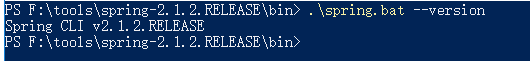 PS F:\tools\spring-2.1.2.RELEASE\bin> .\spring.bat --version
Spring CLI v2.1.2.RELEASE
PS F:\tools\spring-2.1.2.RELEASE\bin>